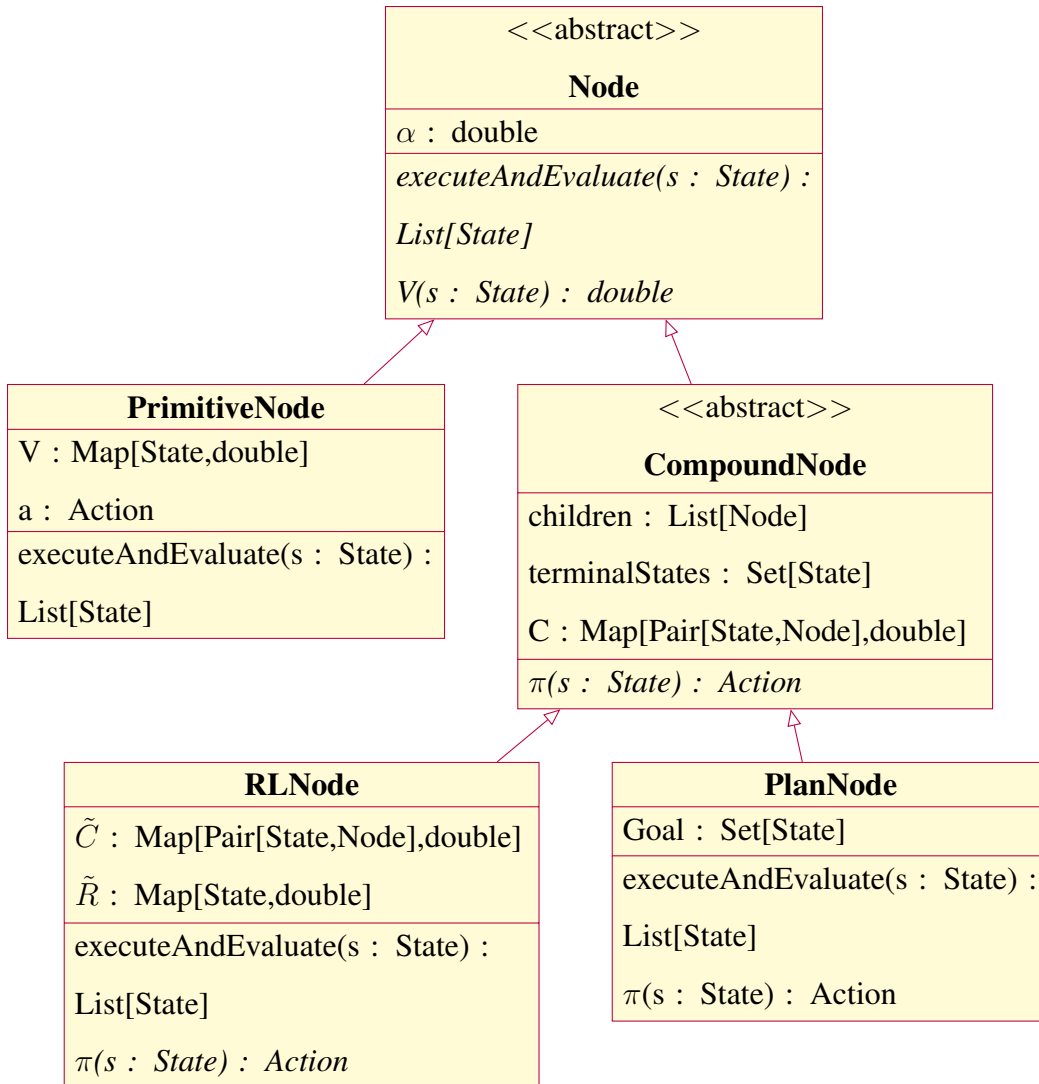 <<abstract>>
Node
α : double
executeAndEvaluate(s : State) :
List[State]
V(s : State) : double
PrimitiveNode
V : Map[State,double]
a : Action
executeAndEvaluate(s : State) :
List[State]
<<abstract>>
CompoundNode
children : List[Node]
terminalStates : Set[State]
C : Map[Pair[State,Node],double]
π(s : State) : Action
RLNode
C̃ : Map[Pair[State,Node],double]
R̃ : Map[State,double]
executeAndEvaluate(s : State) :
List[State]
π(s : State) : Action
PlanNode
Goal : Set[State]
executeAndEvaluate(s : State) :
List[State]
π(s : State) : Action